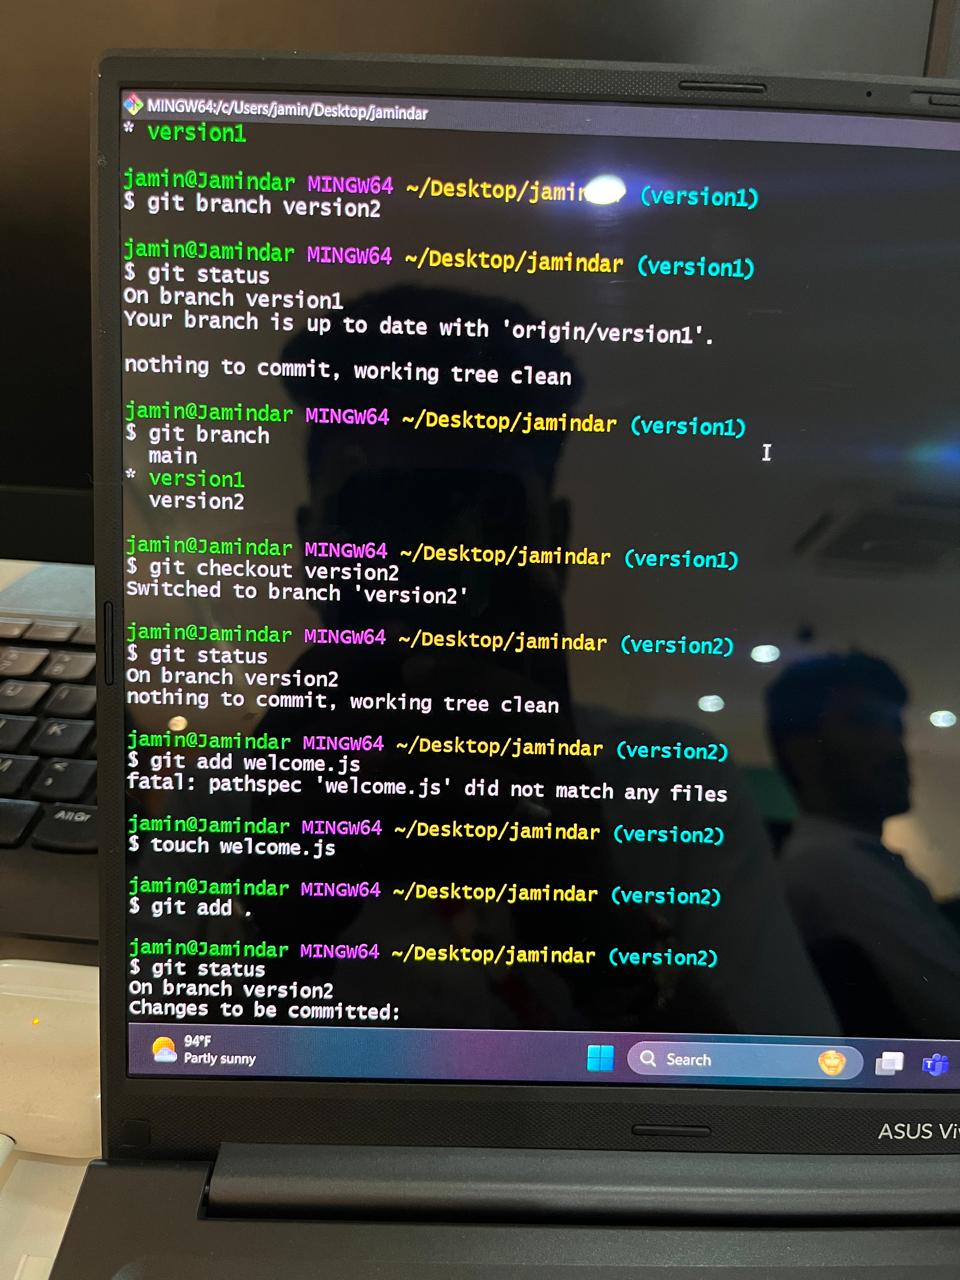 MINGW64:/c/Users/jamin/Desktop/jamindar
* version1
jamin@Jamindar MINGW64 ~/Desktop/jamin (version1)
$ git branch version2
jamin@Jamindar MINGW64 ~/Desktop/jamindar (version1)
$ git status
On branch version1
Your branch is up to date with 'origin/version1'.
nothing to commit, working tree clean
jamin@Jamindar MINGW64 ~/Desktop/jamindar (version1)
$ git branch
main
* version1
version2
jamin@Jamindar MINGW64 ~/Desktop/jamindar (version1)
$ git checkout version2
Switched to branch 'version2'
jamin@Jamindar MINGW64 ~/Desktop/jamindar (version2)
$ git status
On branch version2
nothing to commit, working tree clean
jamin@Jamindar MINGW64 ~/Desktop/jamindar (version2)
$ git add welcome.js
fatal: pathspec 'welcome.js' did not match any files
jamin@Jamindar MINGW64 ~/Desktop/jamindar (version2)
$ touch welcome.js
jamin@Jamindar MINGW64 ~/Desktop/jamindar (version2)
$ git add .
jamin@Jamindar MINGW64 ~/Desktop/jamindar (version2)
$ git status
On branch version2
Changes to be committed:
94°F
Partly sunny
Search
ASUS Vi
K
M
Alt Gr